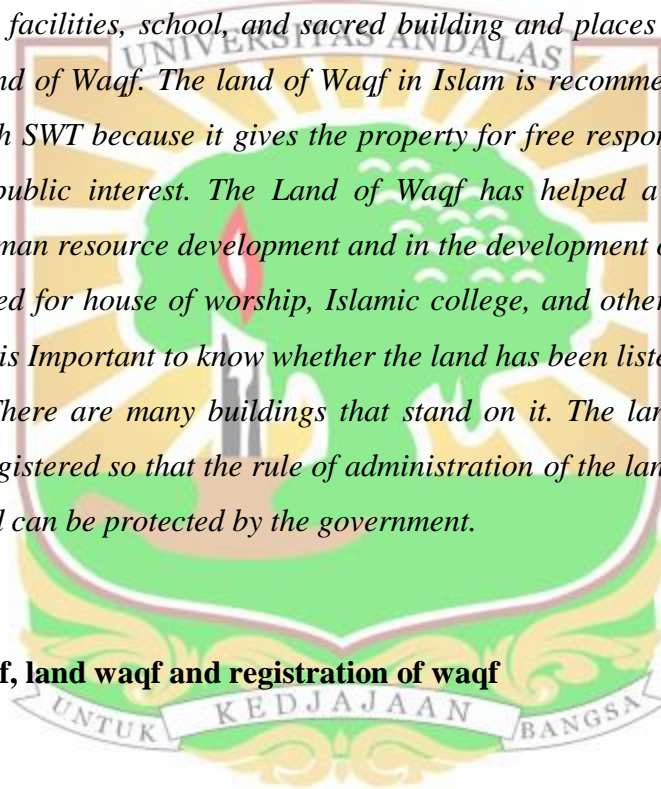 facilities, school, and sacred building and places
UNIVERSITAS ANDALAS
nd of Waqf. The land of Waqf in Islam is recomme
h SWT because it gives the property for free respon
public interest. The Land of Waqf has helped a
man resource development and in the development o
ed for house of worship, Islamic college, and other
is Important to know whether the land has been liste
There are many buildings that stand on it. The lan
gistered so that the rule of administration of the lan
l can be protected by the government.
f, land waqf and registration of waqf
UNTUK KEDJAJAAN BANGSA